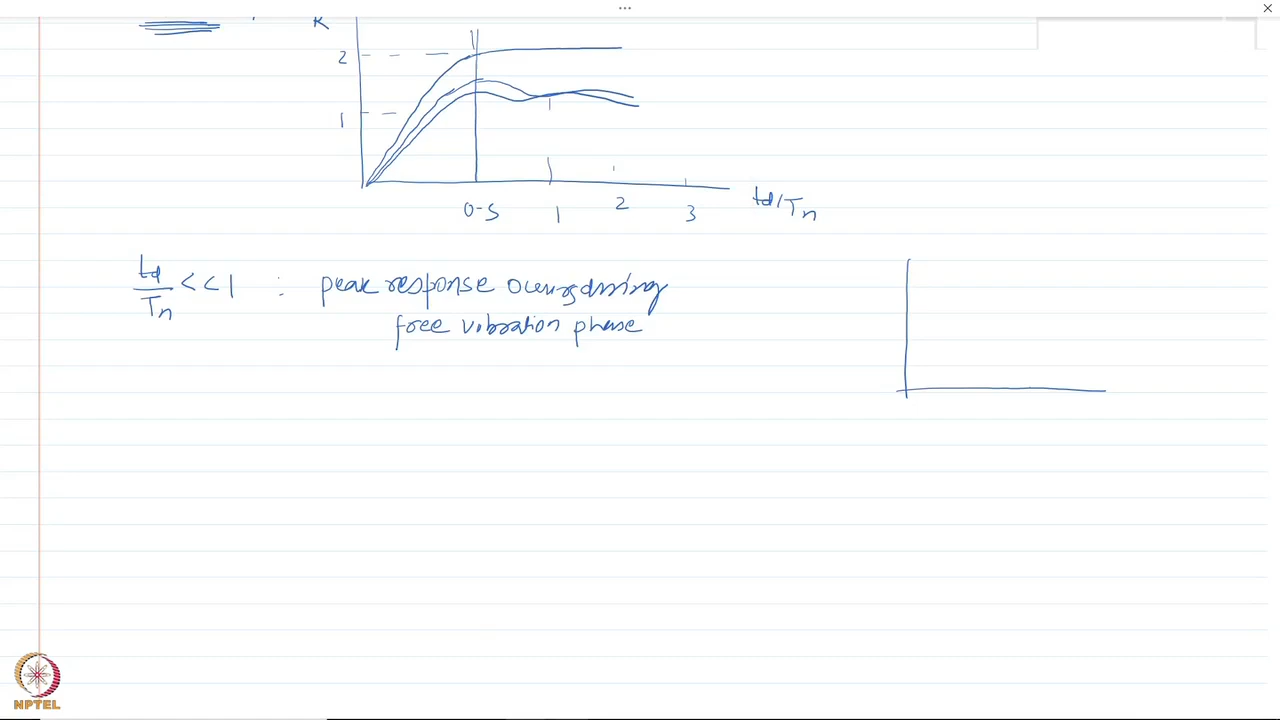 R
2
1
0-5 1 2 3 td/Tn
td/Tn << 1 : peak response occurs during
free vibration phase
NPTEL